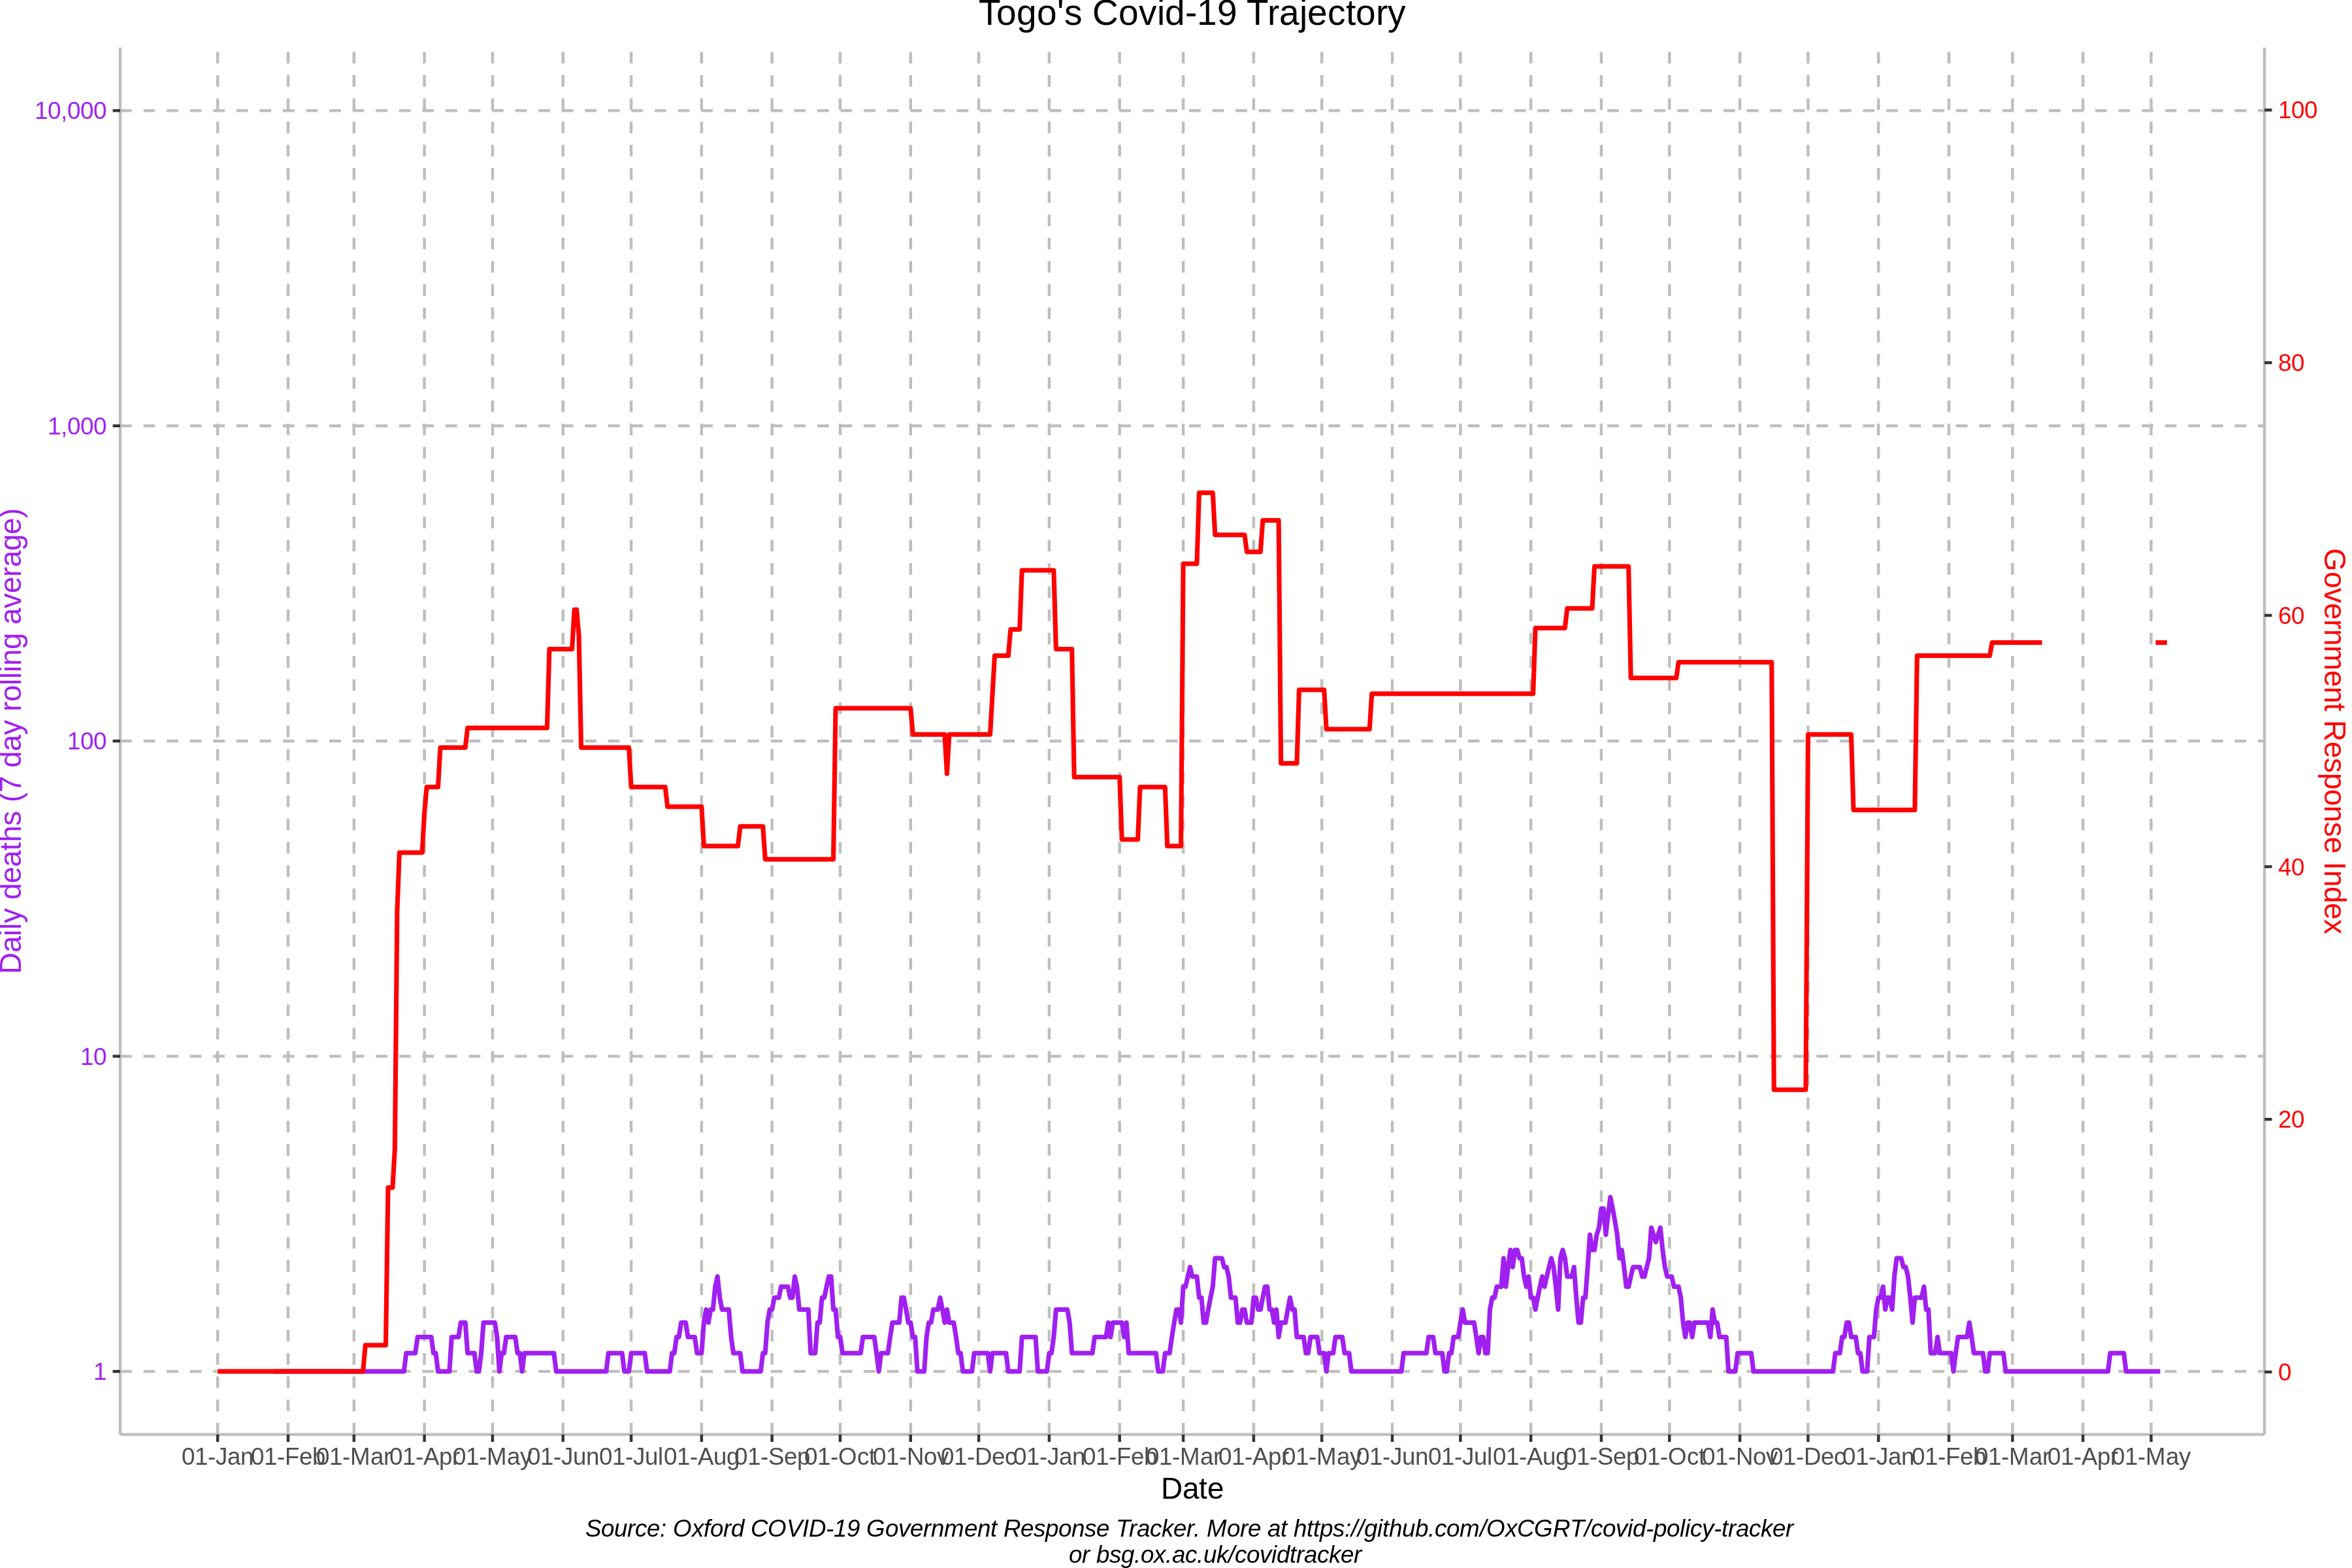 Togo's Covid-19 Trajectory
10,000
1,000
100
10
1
Daily deaths (7 day rolling average)
100
80
60
40
20
0
Government Response Index
01-Jan 01-Feb 01-Mar 01-Apr 01-May 01-Jun 01-Jul 01-Aug 01-Sep 01-Oct 01-Nov 01-Dec 01-Jan 01-Feb 01-Mar 01-Apr 01-May 01-Jun 01-Jul 01-Aug 01-Sep 01-Oct 01-Nov 01-Dec 01-Jan 01-Feb 01-Mar 01-Apr 01-May
Date
Source: Oxford COVID-19 Government Response Tracker. More at https://github.com/OxCGRT/covid-policy-tracker
or bsg.ox.ac.uk/covidtracker